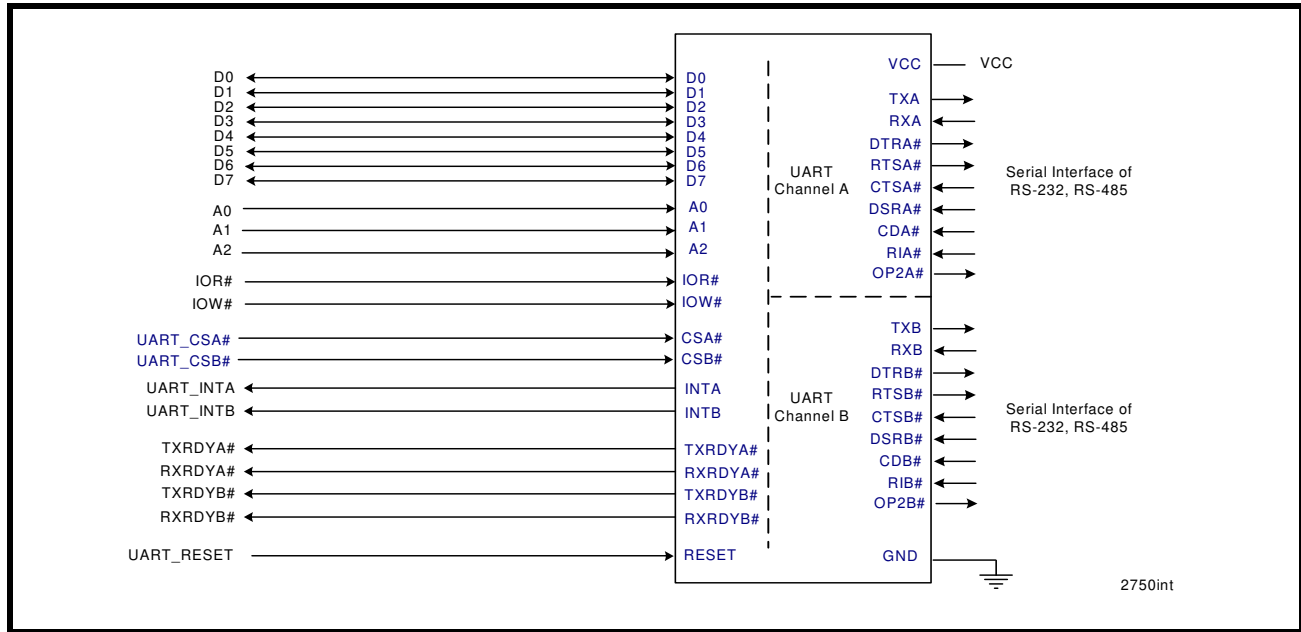 D0
D1
D2
D3
D4
D5
D6
D7
A0
A1
A2
IOR#
IOW#
UART_CSA#
UART_CSB#
UART_INTA
UART_INTB
TXRDYA#
RXRDYA#
TXRDYB#
RXRDYB#
UART_RESET
D0
D1
D2
D3
D4
D5
D6
D7
A0
A1
A2
IOR#
IOW#
CSA#
CSB#
INTA
INTB
TXRDYA#
RXRDYA#
TXRDYB#
RXRDYB#
RESET
UART
Channel A
UART
Channel B
VCC
TXA
RXA
DTRA#
RTSA#
CTSA#
DSRA#
CDA#
RIA#
OP2A#
TXB
RXB
DTRB#
RTSB#
CTSB#
DSRB#
CDB#
RIB#
OP2B#
GND
VCC
Serial Interface of
RS-232, RS-485
Serial Interface of
RS-232, RS-485
2750int